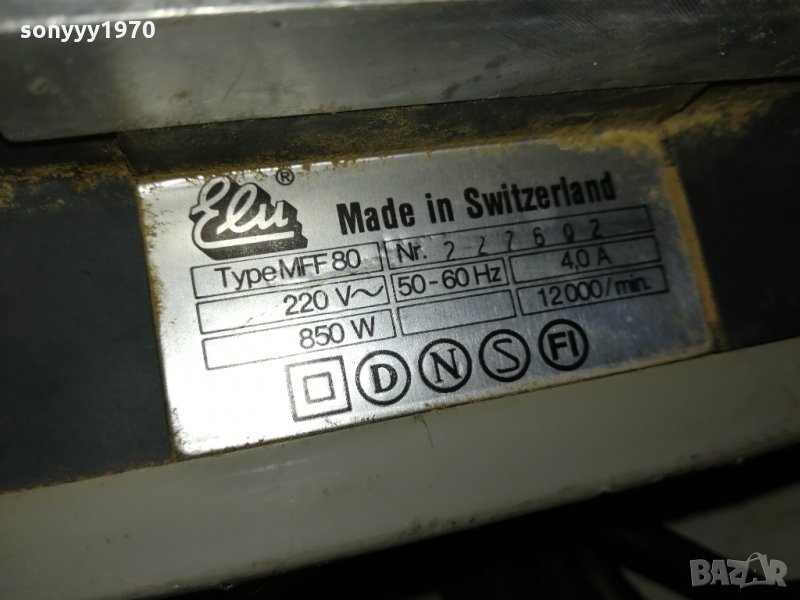 sonyyy1970
Elu ® Made in Switzerland
Type MFF 80 Nr. 227602
220 V~ 50-60 Hz 4,0 A
850 W 12000/min.
D N S FI
BAZAR